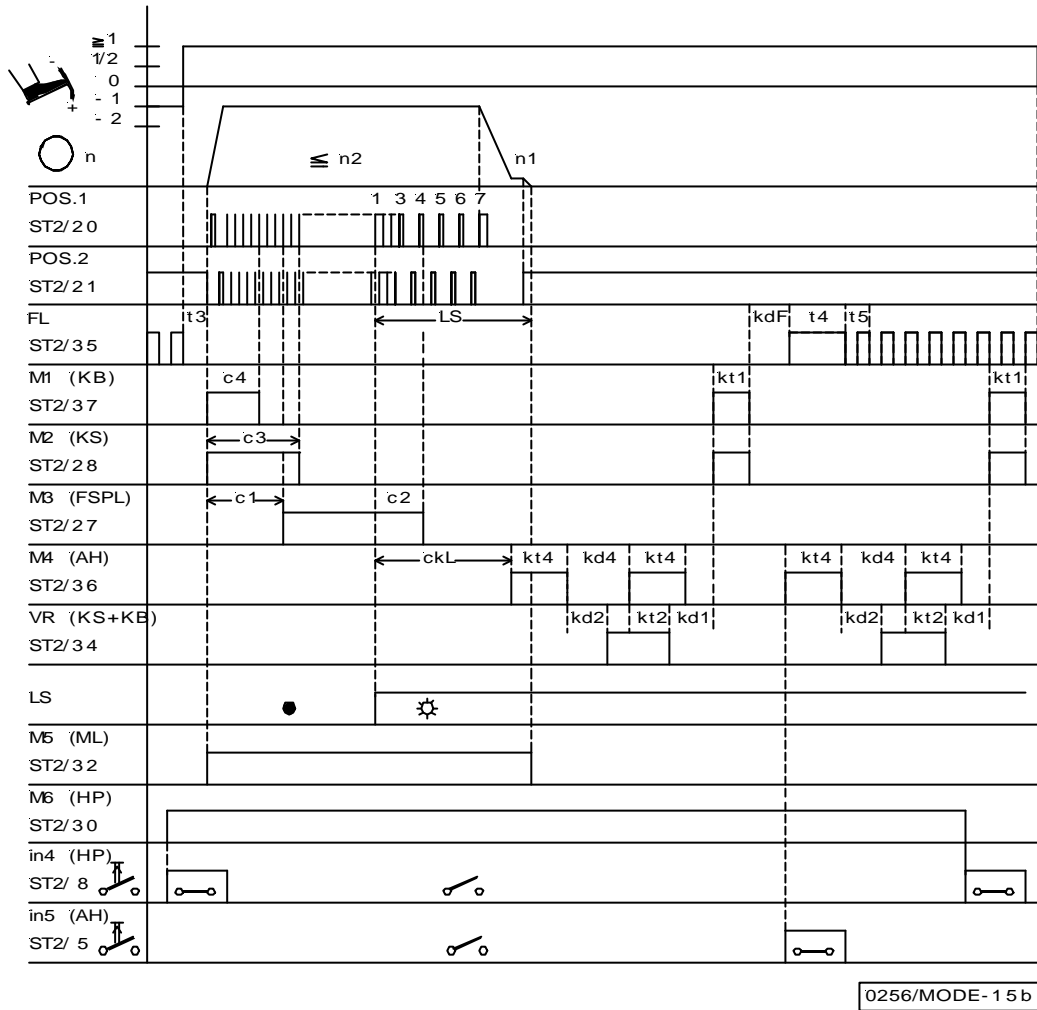 ≧1
1/2
-
0
- 1
+
- 2
n
≦ n2
n1
POS.1
1 3 4 5 6 7
ST2/20
POS.2
ST2/21
FL
t3
LS
kdF
t4
t5
ST2/35
M1 (KB)
c4
kt1
kt1
ST2/37
M2 (KS)
c3
ST2/28
M3 (FSPL)
c1
c2
ST2/27
M4 (AH)
ckL
kt4
kd4
kt4
kt4
kd4
kt4
ST2/36
VR (KS+KB)
kd2
kt2
kd1
kd2
kt2
kd1
ST2/34
LS
M5 (ML)
ST2/32
M6 (HP)
ST2/30
in4 (HP)
ST2/ 8
in5 (AH)
ST2/ 5
0256/MODE-15b